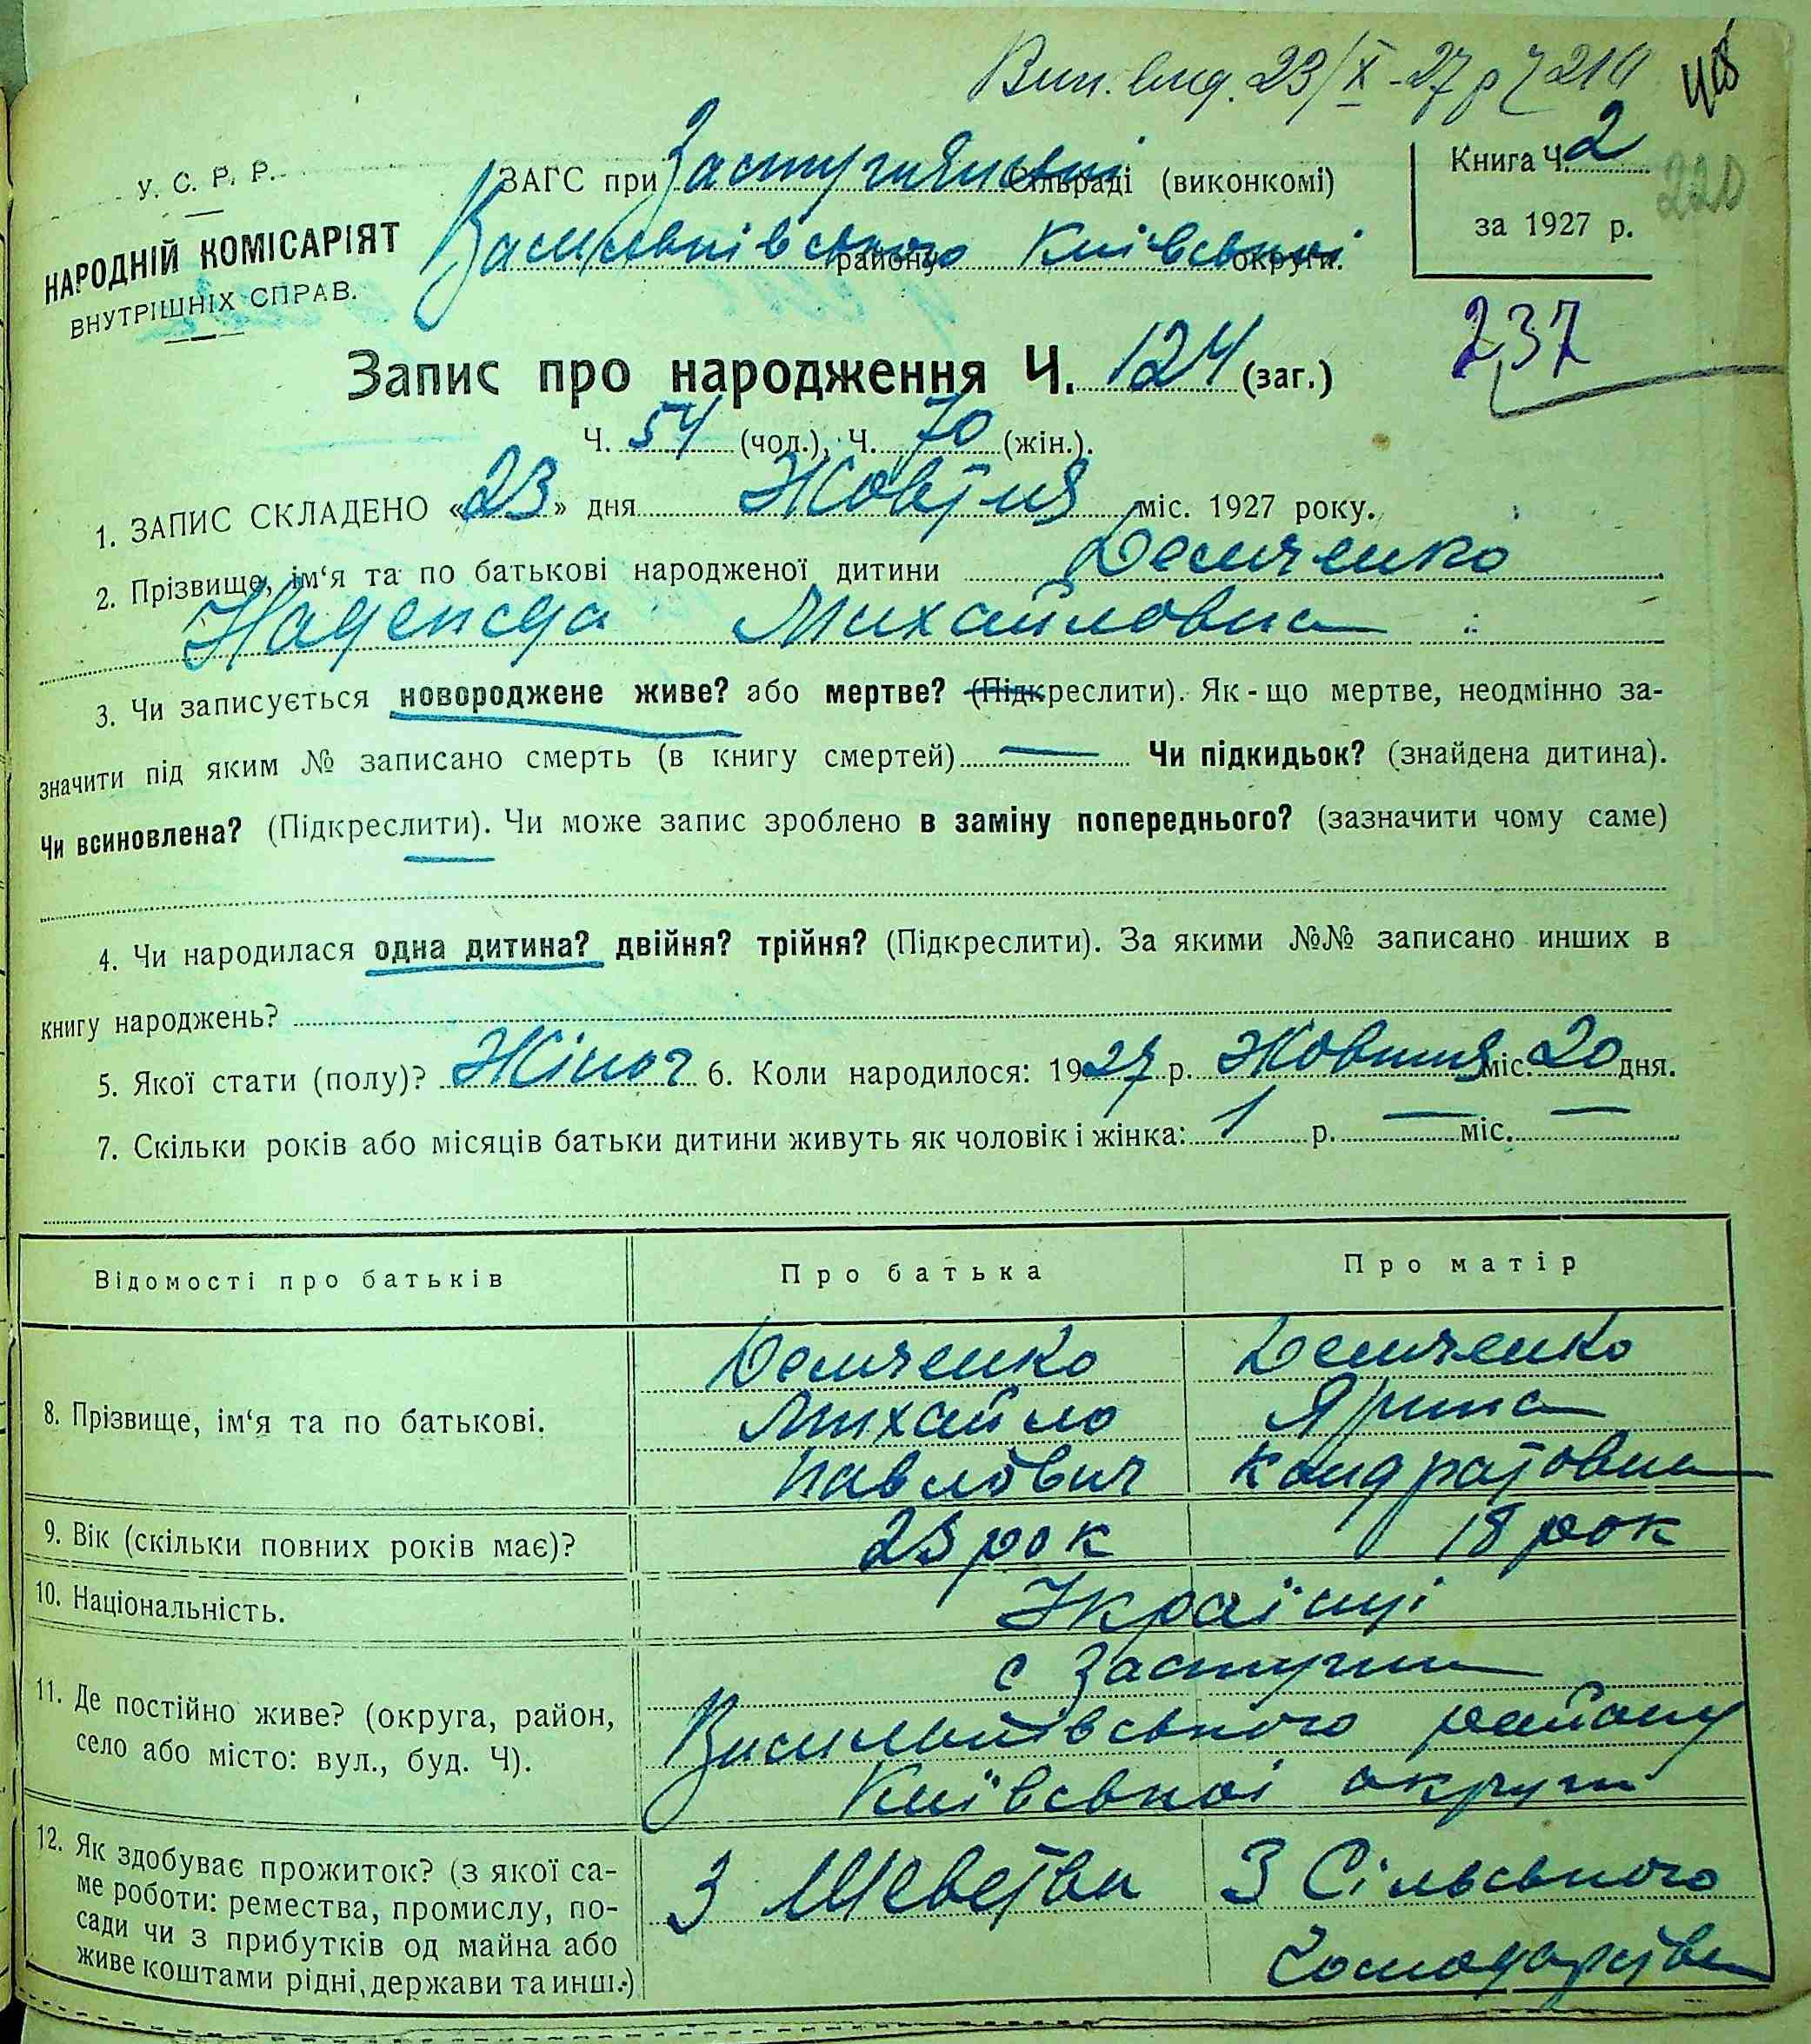 Вип. вид. 23/X-27 р
У. С. Р. Р.
НАРОДНІЙ КОМІСАРІЯТ
ВНУТРІШНІХ СПРАВ.
ЗАГС при Застугнянській сільраді (виконкомі)
Васильківського району Київської округи.
Книга Ч. 2
220
за 1927 р.
237
Запис про народження Ч. 124 (заг.)
Ч. 54 (чол.), Ч. 70 (жін.).
1. ЗАПИС СКЛАДЕНО «23» дня Жовтня міс. 1927 року.
2. Прізвище, ім‘я та по батькові народженої дитини Демченко
Надежда Михайловна
3. Чи записується новороджене живе? або мертве? (Підкреслити). Як-що мертве, неодмінно за-
значити під яким № записано смерть (в книгу смертей) — Чи підкидьок? (знайдена дитина).
Чи всиновлена? (Підкреслити). Чи може запис зроблено в заміну попереднього? (зазначити чому саме)
4. Чи народилася одна дитина? двійня? трійня? (Підкреслити). За якими №№ записано инших в
книгу народжень?
5. Якої стати (полу)? Жіноч 6. Коли народилося: 1927 р. Жовтня міс. 20 дня.
7. Скільки років або місяців батьки дитини живуть як чоловік і жінка: 1 р. — міс. —
Відомості про батьків Про батька Про матір
8. Прізвище, ім‘я та по батькові.
Демченко Демченко
Михайло Ярина
Павлович Кондратовна
9. Вік (скільки повних років має)? 23 рок 18 рок
10. Національність. Українці
11. Де постійно живе? (округа, район,
село або місто: вул., буд. Ч).
с Застугна
Васильківського району
Київської округи
12. Як здобуває прожиток? (з якої са-
ме роботи: ремества, промислу, по-
сади чи з прибутків од майна або
живе коштами рідні, держави та инш.)
З Шевства З Сільського
Господарства